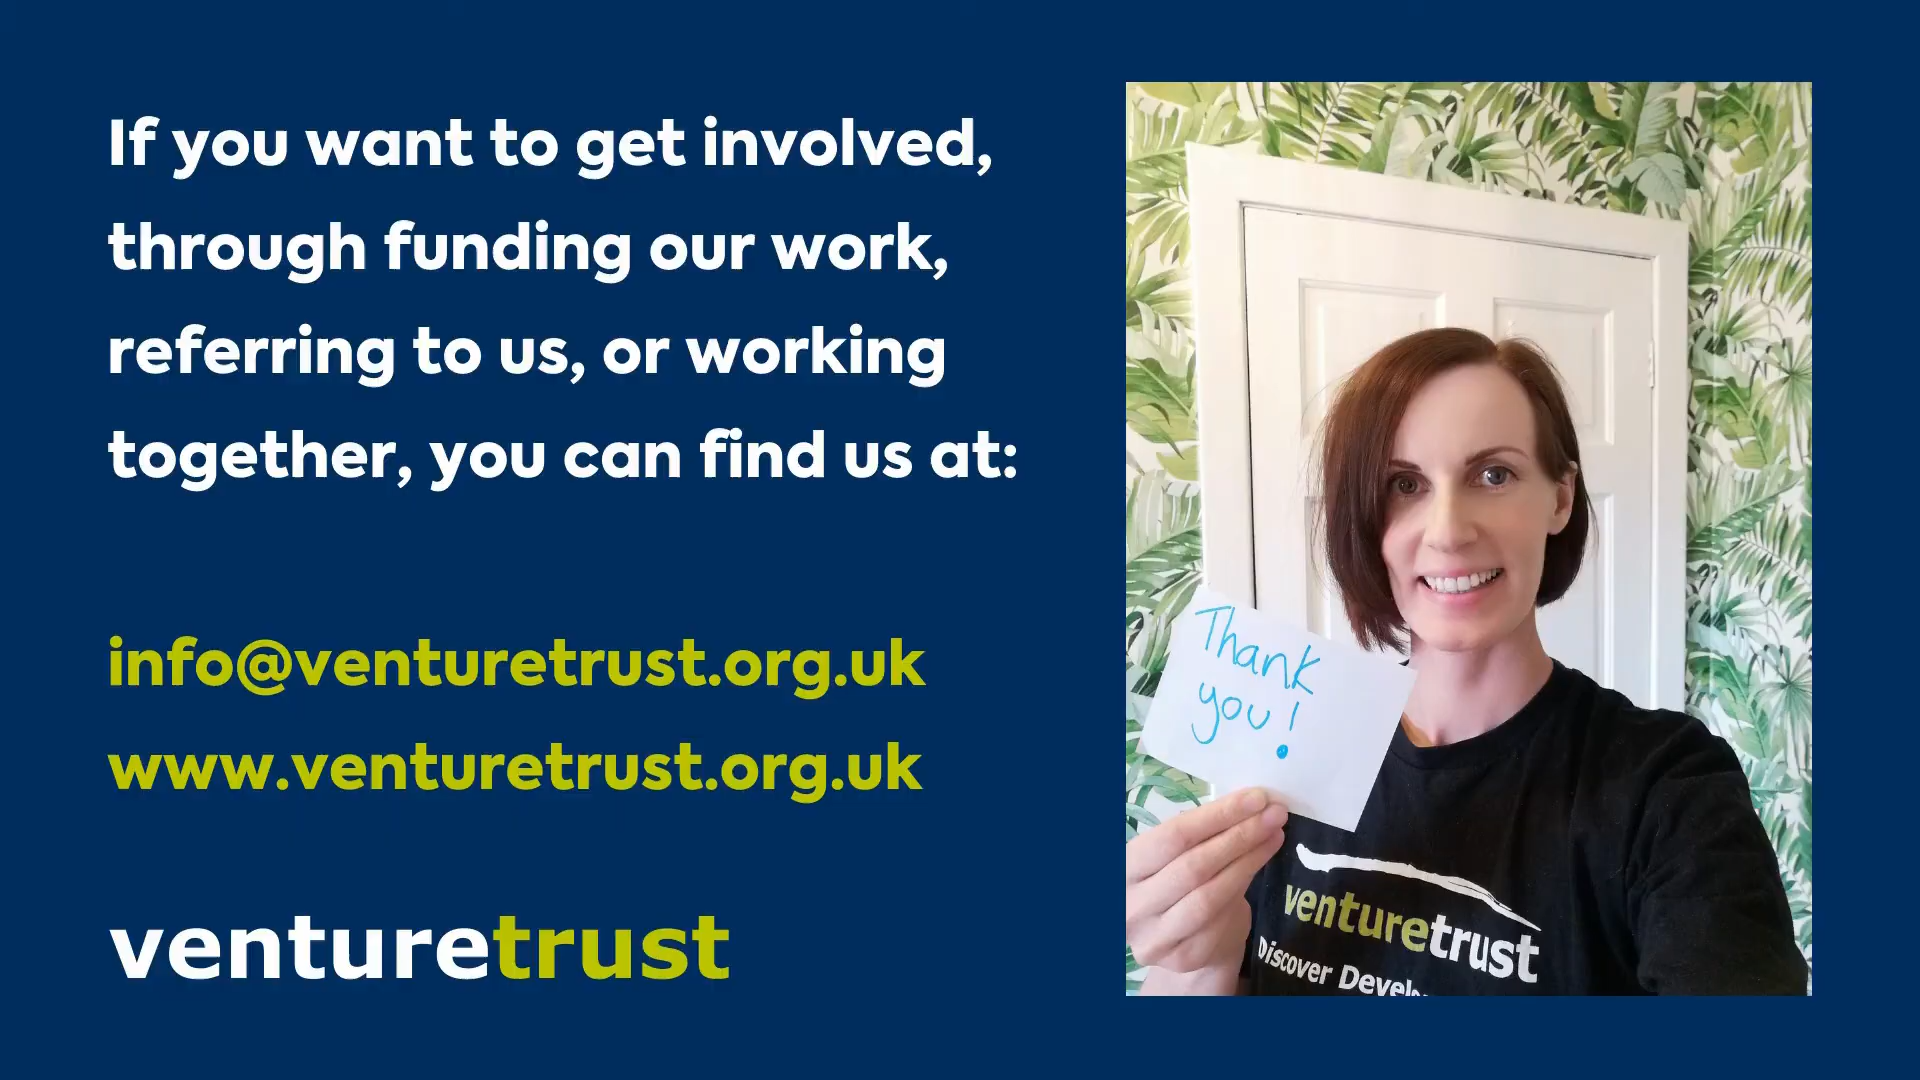 If you want to get involved,
through funding our work,
referring to us, or working
together, you can find us at:
info@venturetrust.org.uk
www.venturetrust.org.uk
venturetrust
Thank
you!
venturetrust
Discover Develop